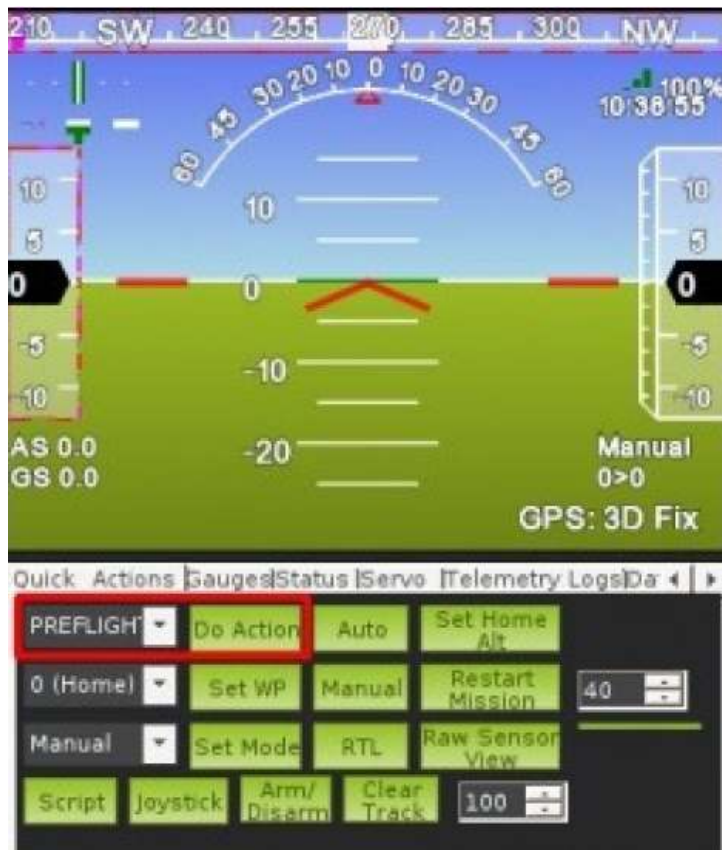 210 SW 240 255 270 285 300 NW
60 45 30 20 10 0 10 20 30 45 60
100%
10:38:55
10 10 10
5 5
0 0 0
-5 -5
-10 -10 -10
AS 0.0 -20 Manual
GS 0.0 0>0
GPS: 3D Fix
Quick Actions Gauges Status Servo Telemetry Logs Da
PREFLIGH Do Action Auto Set Home Alt
0 (Home) Set WP Manual Restart Mission 40
Manual Set Mode RTL Raw Sensor View
Script Joystick Arm/ Disarm Clear Track 100